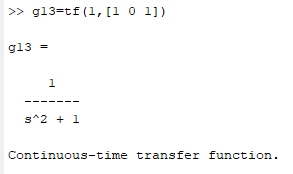 >> g13=tf(1,[1 0 1])
g13 =
1
-------
s^2 + 1
Continuous-time transfer function.